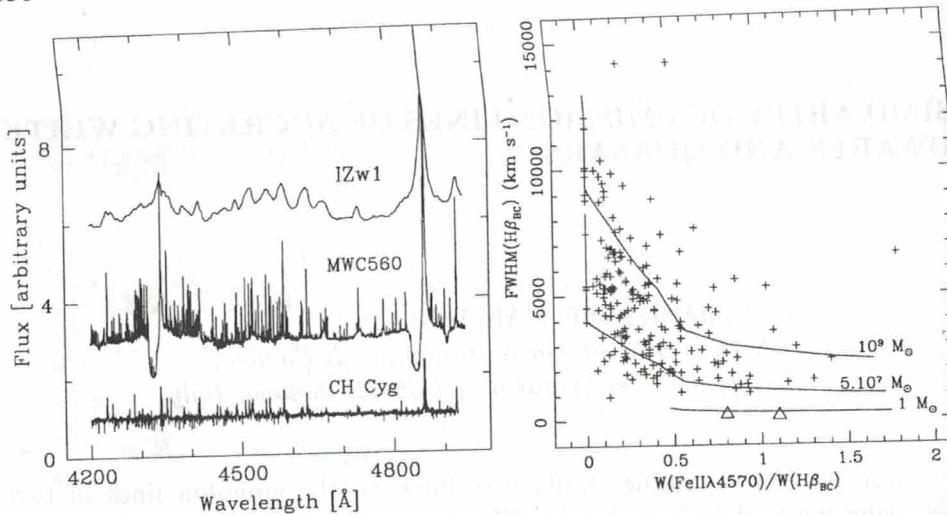 8
4
0
Flux [arbitrary units]
IZw1
MWC560
CH Cyg
4200
4500
4800
Wavelength [Å]
15000
10000
5000
0
FWHM(Hβ_BC) (km s⁻¹)
10⁹ M⊙
5.10⁷ M⊙
1 M⊙
0
0.5
1
1.5
2
W(FeIIλ4570)/W(Hβ_BC)